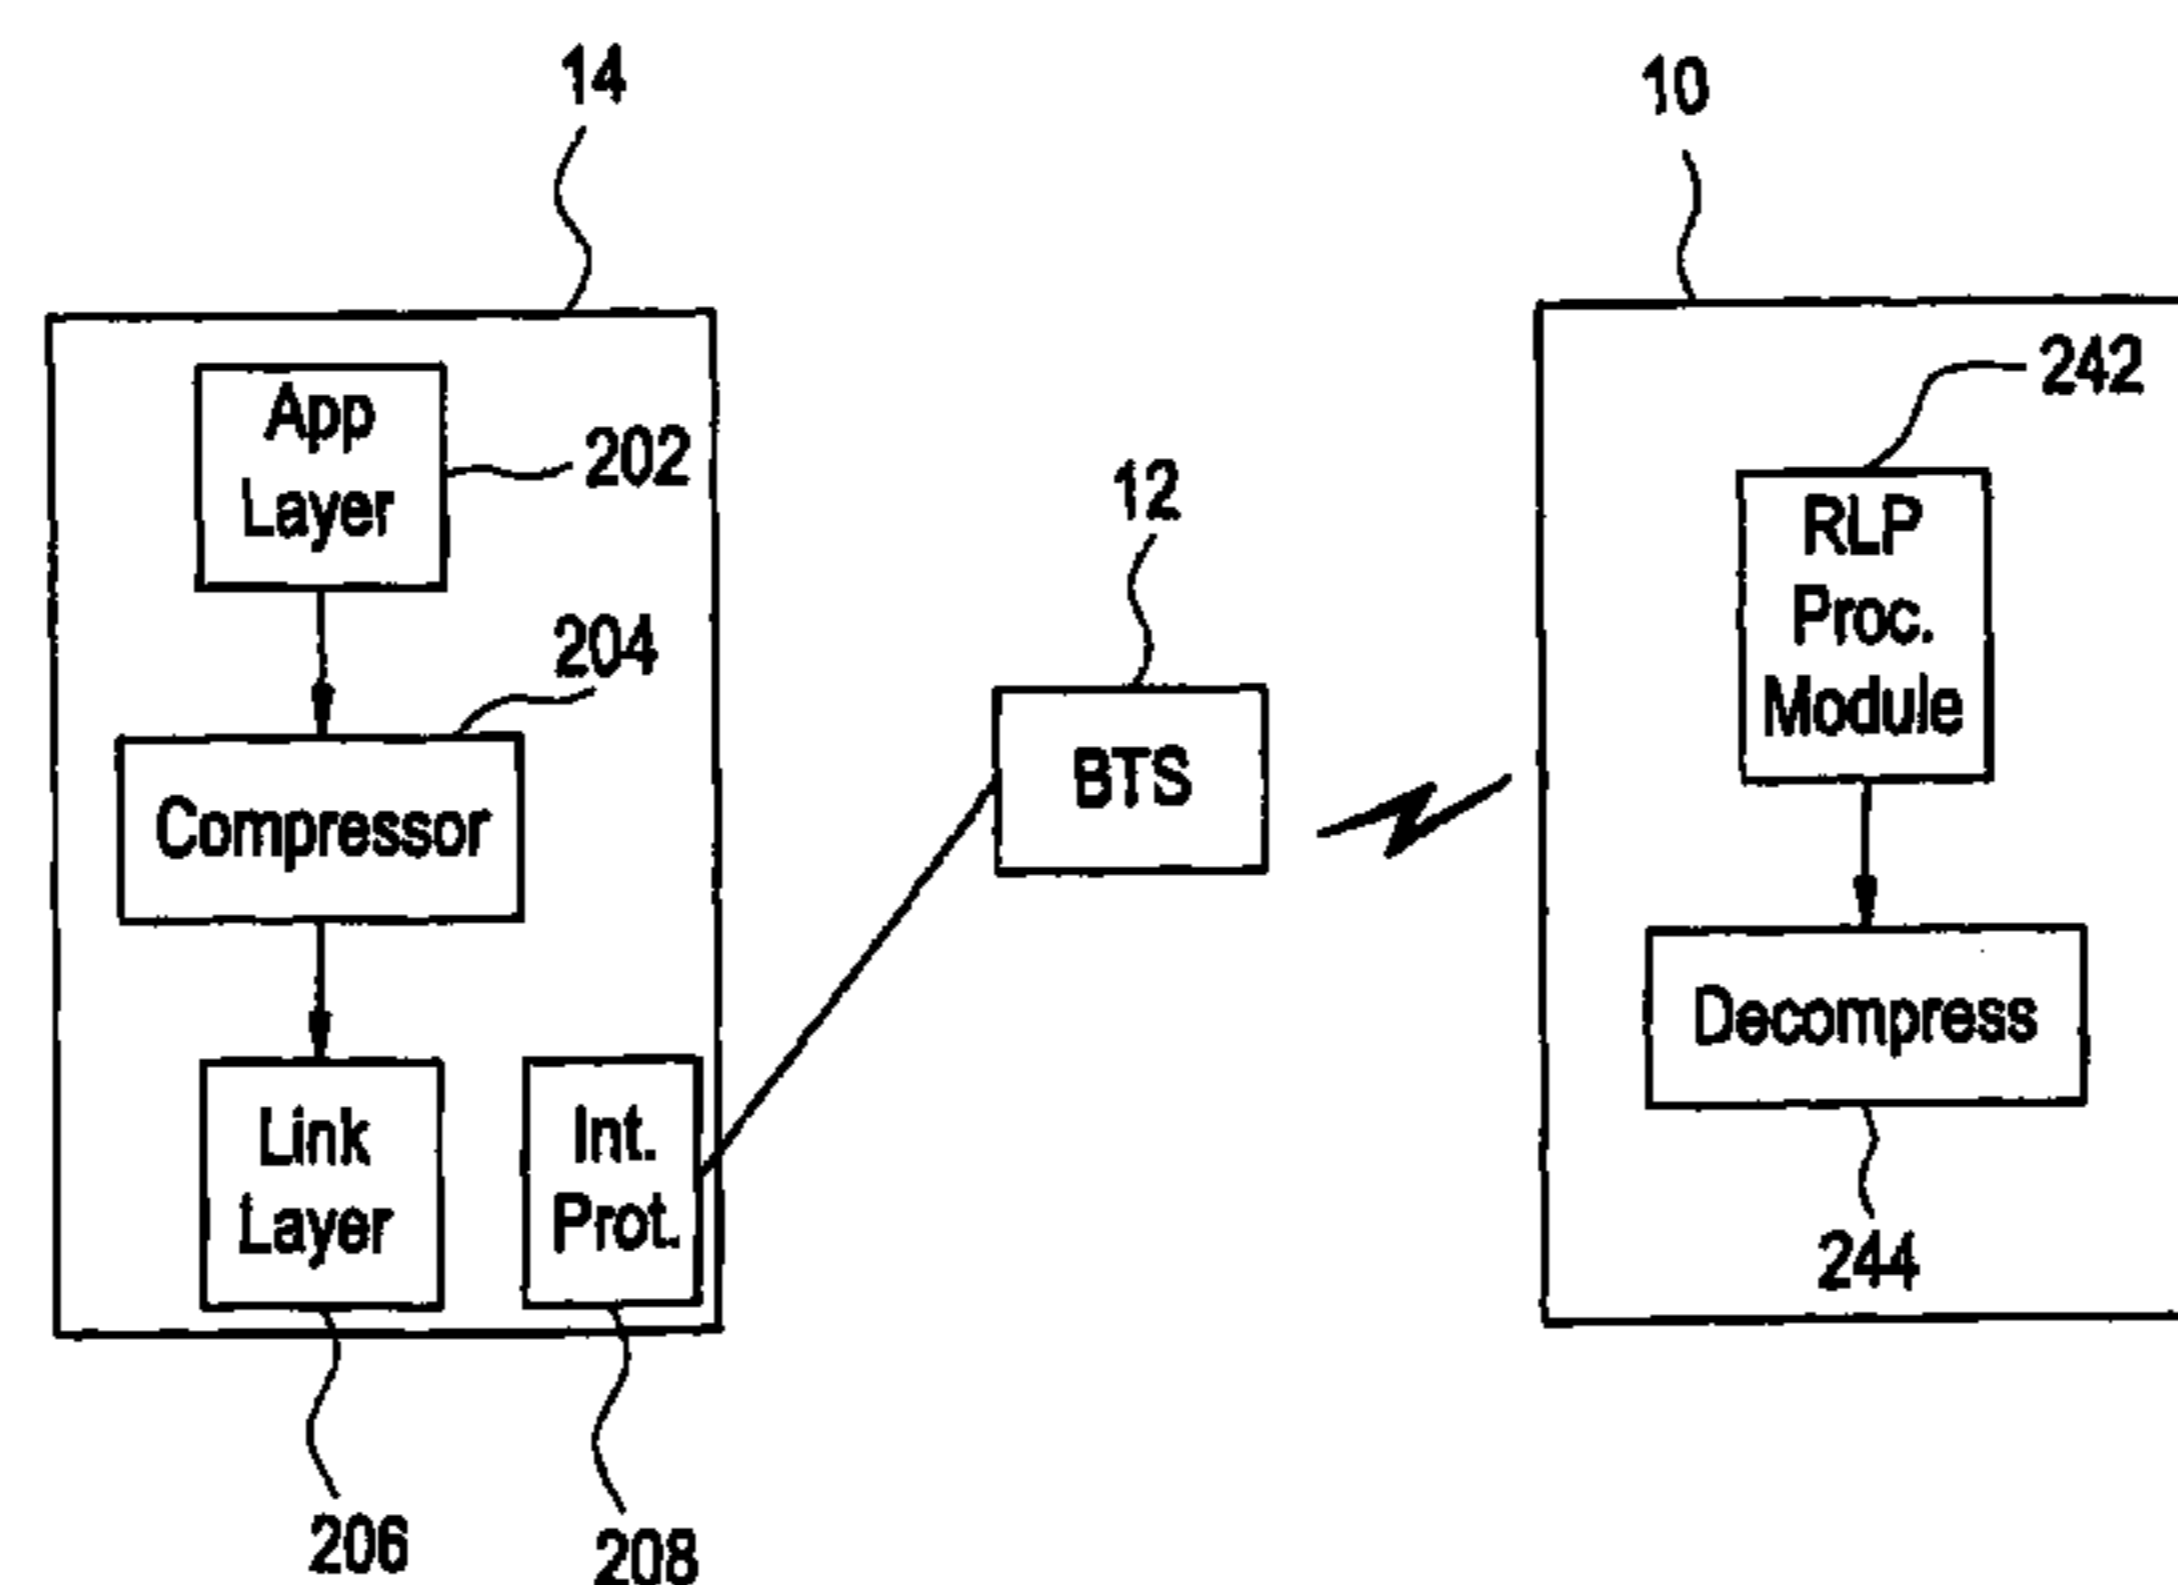 14
10
App
Layer
202
242
RLP
Proc.
Module
12
204
BTS
Compressor
Decompress
Link
Layer
Int.
Prot.
244
206
208